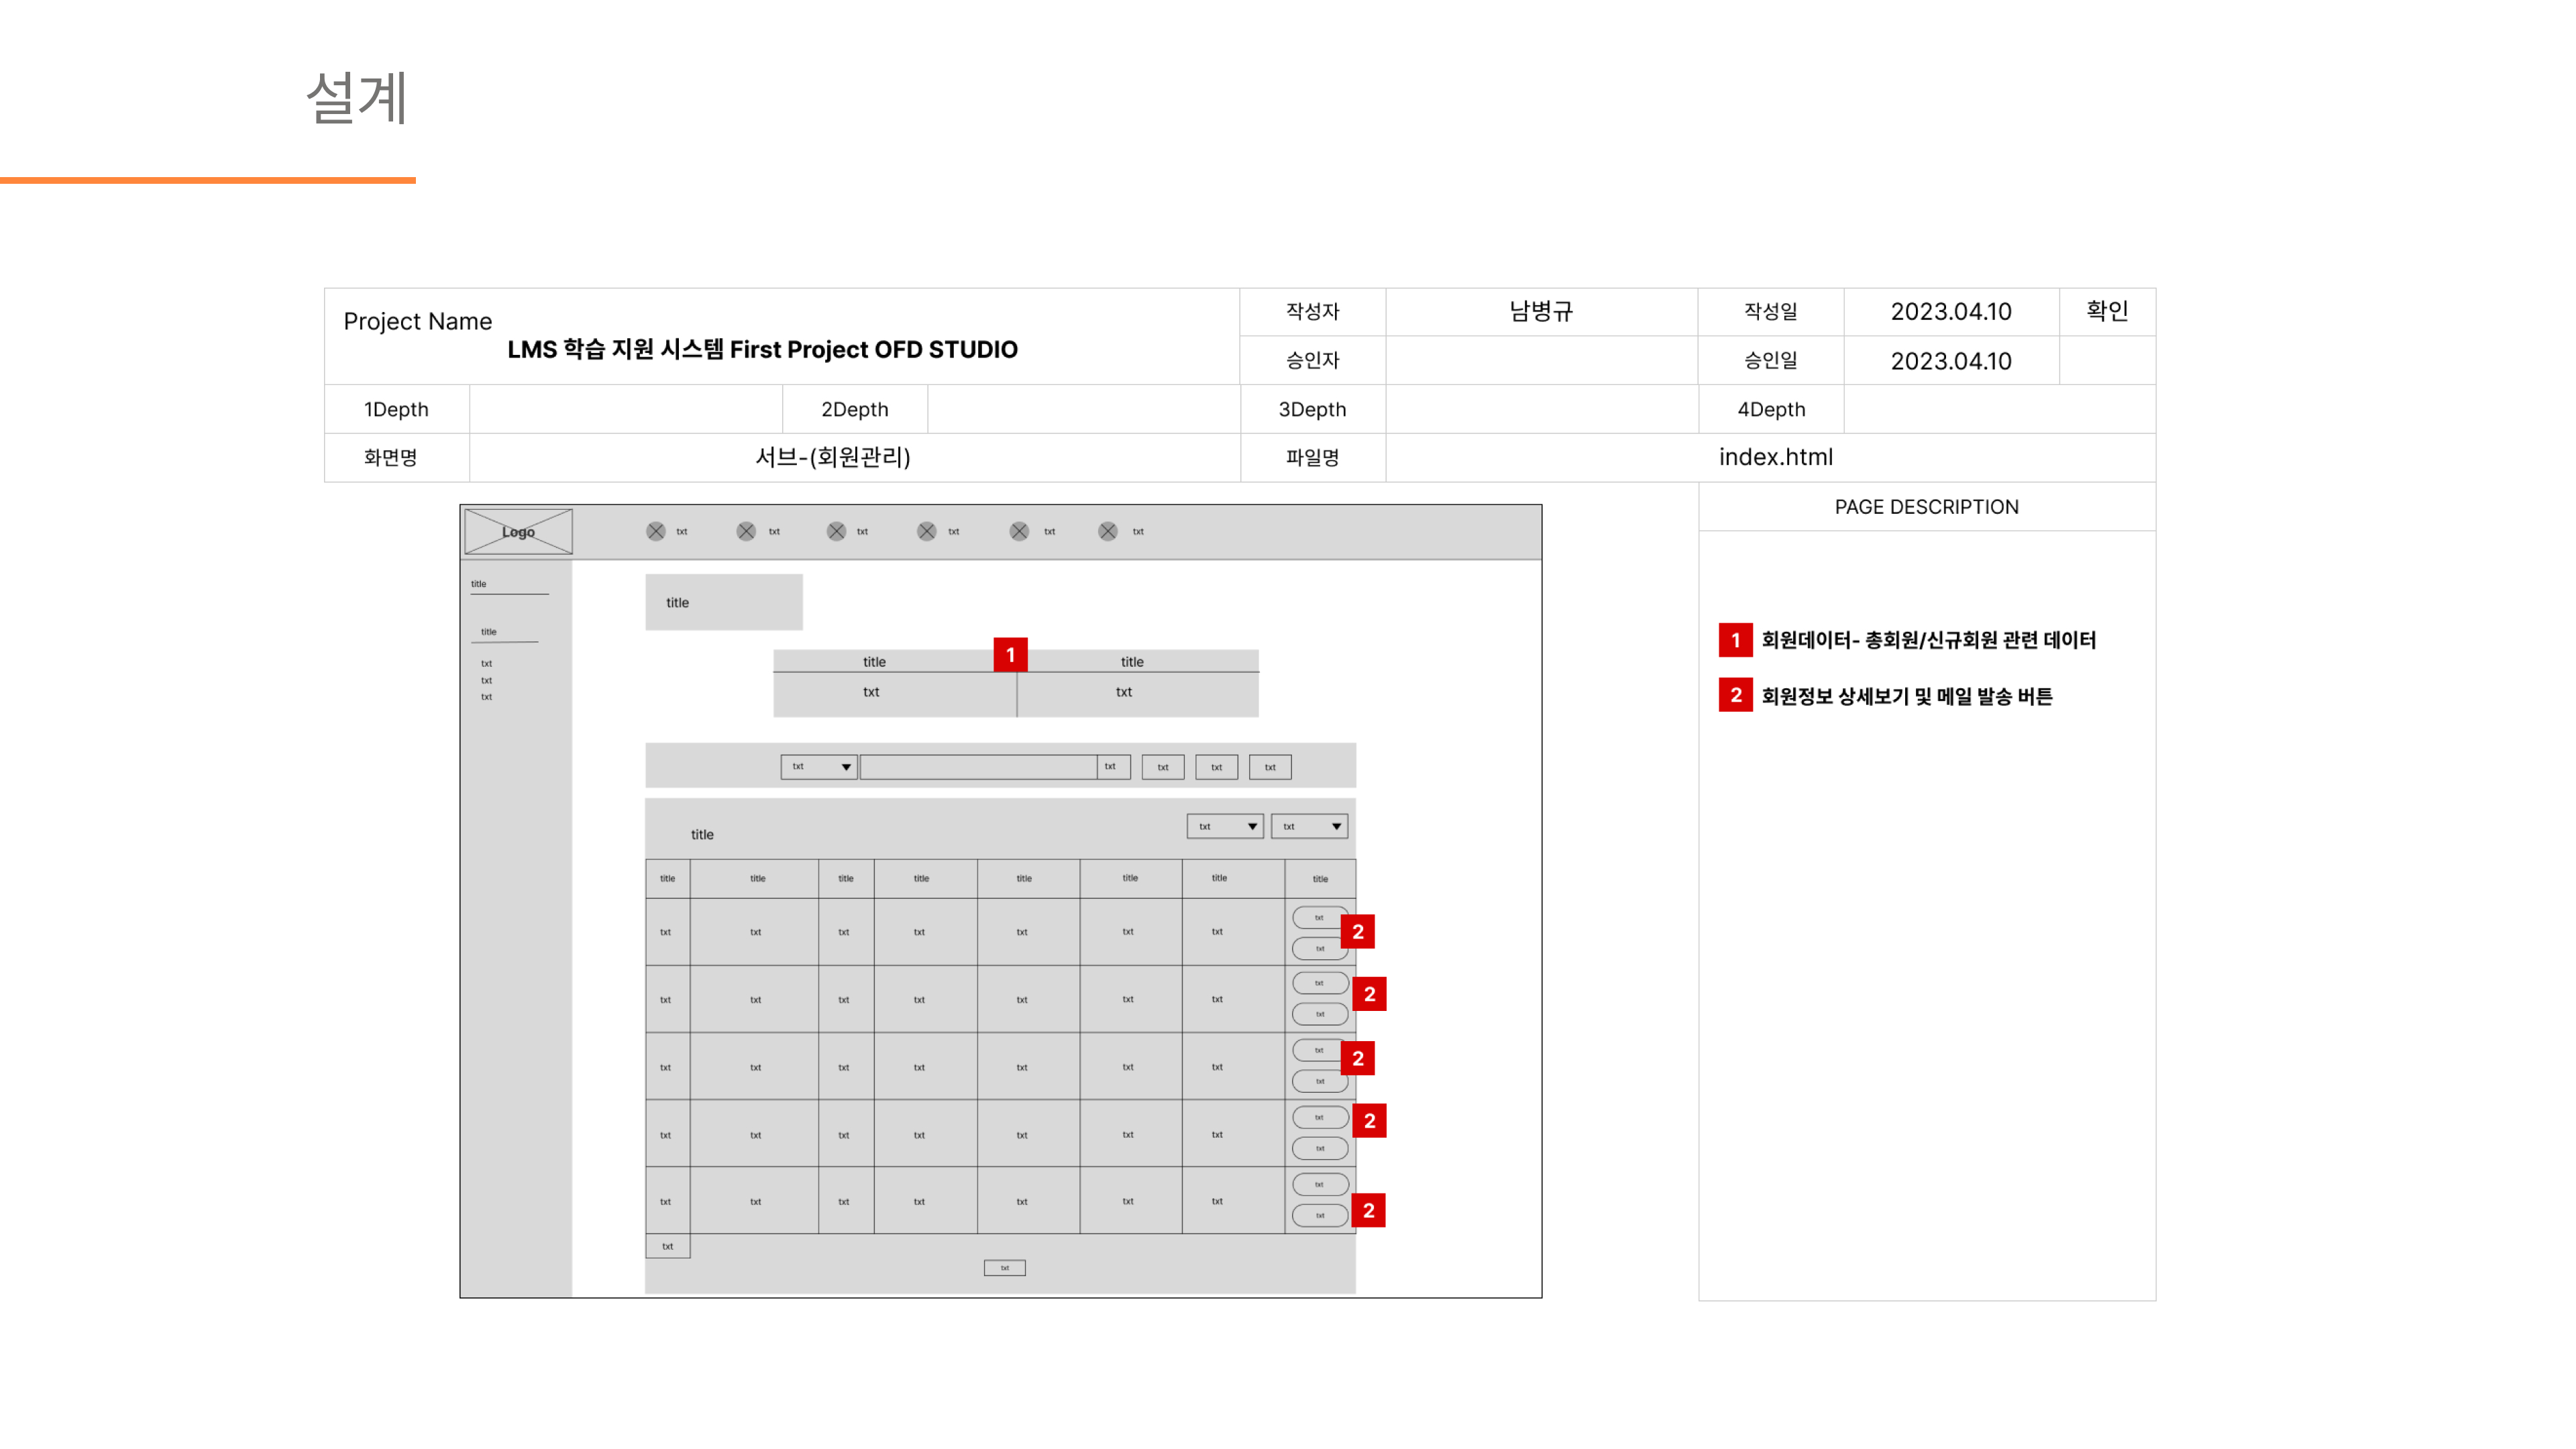 설계
Project Name
LMS 학습 지원 시스템 First Project OFD STUDIO
작성자 남병규 작성일 2023.04.10 확인
승인자 승인일 2023.04.10
1Depth 2Depth 3Depth 4Depth
화면명 서브-(회원관리) 파일명 index.html
PAGE DESCRIPTION
1 회원데이터- 총회원/신규회원 관련 데이터
2 회원정보 상세보기 및 메일 발송 버튼
Logo txt txt txt txt txt txt
title
title
txt
txt
txt
title
1
title title
txt txt
txt txt txt txt txt
title txt txt
title title title title title title title title
txt txt txt txt txt txt txt txt
txt
2
txt txt txt txt txt txt txt txt
txt
2
txt txt txt txt txt txt txt txt
txt
2
txt txt txt txt txt txt txt txt
txt
2
txt txt txt txt txt txt txt txt
txt
2
txt
txt